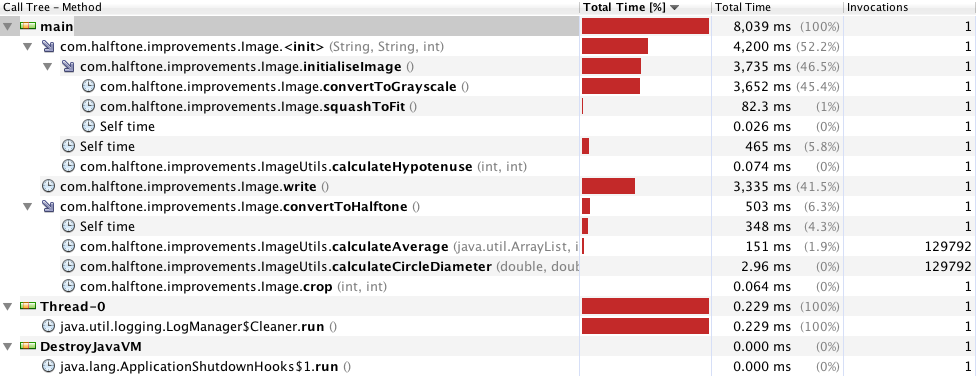 Call Tree - Method Total Time [%] Total Time Invocations
main 8,039 ms (100%) 1
com.halftone.improvements.Image.<init> (String, String, int) 4,200 ms (52.2%) 1
com.halftone.improvements.Image.initialiseImage () 3,735 ms (46.5%) 1
com.halftone.improvements.Image.convertToGrayscale () 3,652 ms (45.4%) 1
com.halftone.improvements.Image.squashToFit () 82.3 ms (1%) 1
Self time 0.026 ms (0%) 1
Self time 465 ms (5.8%) 1
com.halftone.improvements.ImageUtils.calculateHypotenuse (int, int) 0.074 ms (0%) 1
com.halftone.improvements.Image.write () 3,335 ms (41.5%) 1
com.halftone.improvements.Image.convertToHalftone () 503 ms (6.3%) 1
Self time 348 ms (4.3%) 1
com.halftone.improvements.ImageUtils.calculateAverage (java.util.ArrayList, i 151 ms (1.9%) 129792
com.halftone.improvements.ImageUtils.calculateCircleDiameter (double, doub 2.96 ms (0%) 129792
com.halftone.improvements.Image.crop (int, int) 0.064 ms (0%) 1
Thread-0 0.229 ms (100%) 1
java.util.logging.LogManager$Cleaner.run () 0.229 ms (100%) 1
DestroyJavaVM 0.000 ms (0%) 1
java.lang.ApplicationShutdownHooks$1.run () 0.000 ms (0%) 1